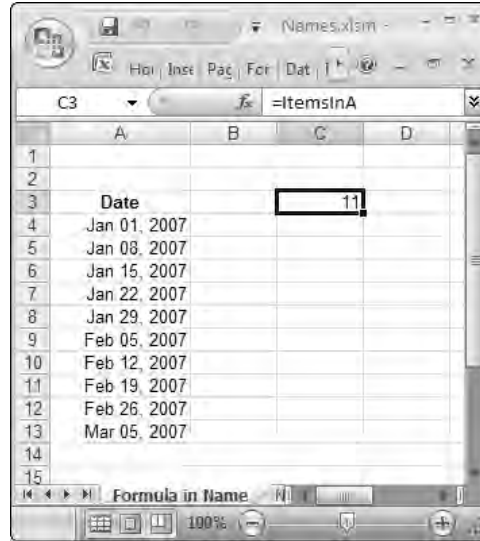 Names.xlsm -
Hoi Inse Pag For Dat
C3 fx =ItemsInA
A B C D
1
2
3 Date 11
4 Jan 01, 2007
5 Jan 08, 2007
6 Jan 15, 2007
7 Jan 22, 2007
8 Jan 29, 2007
9 Feb 05, 2007
10 Feb 12, 2007
11 Feb 19, 2007
12 Feb 26, 2007
13 Mar 05, 2007
14
15
Formula in Name
100%